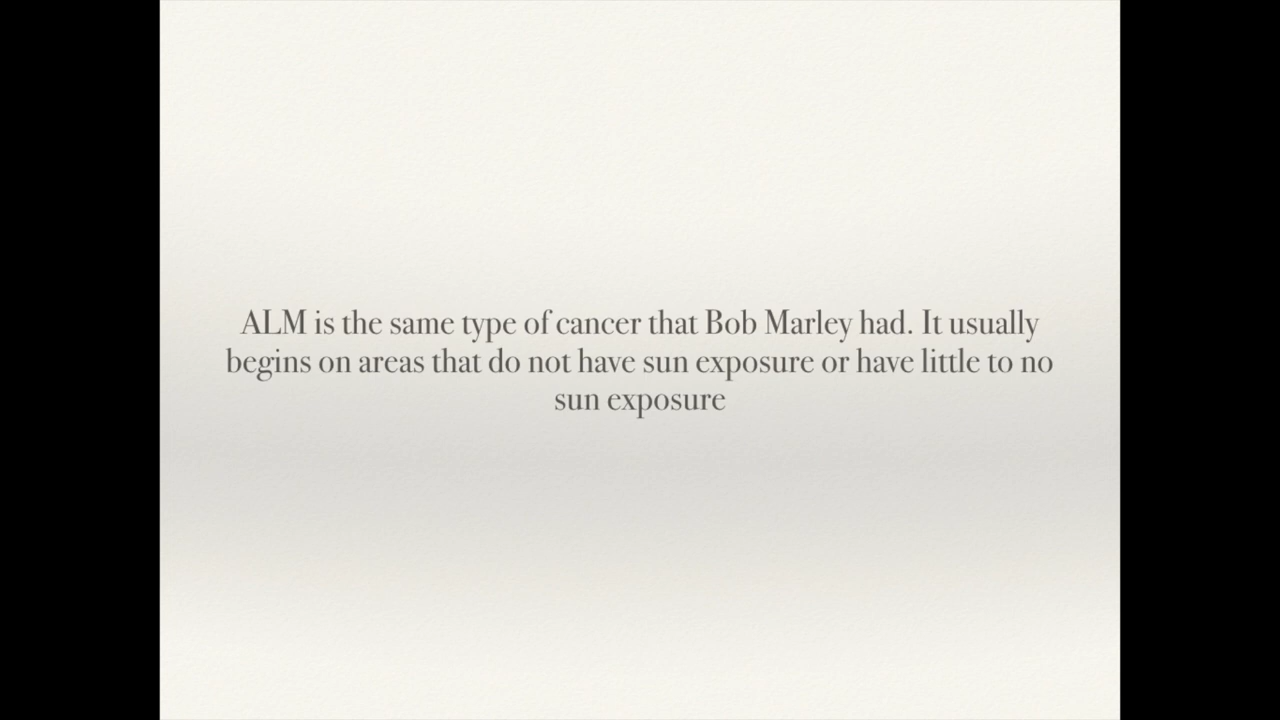 ALM is the same type of cancer that Bob Marley had. It usually
begins on areas that do not have sun exposure or have little to no
sun exposure